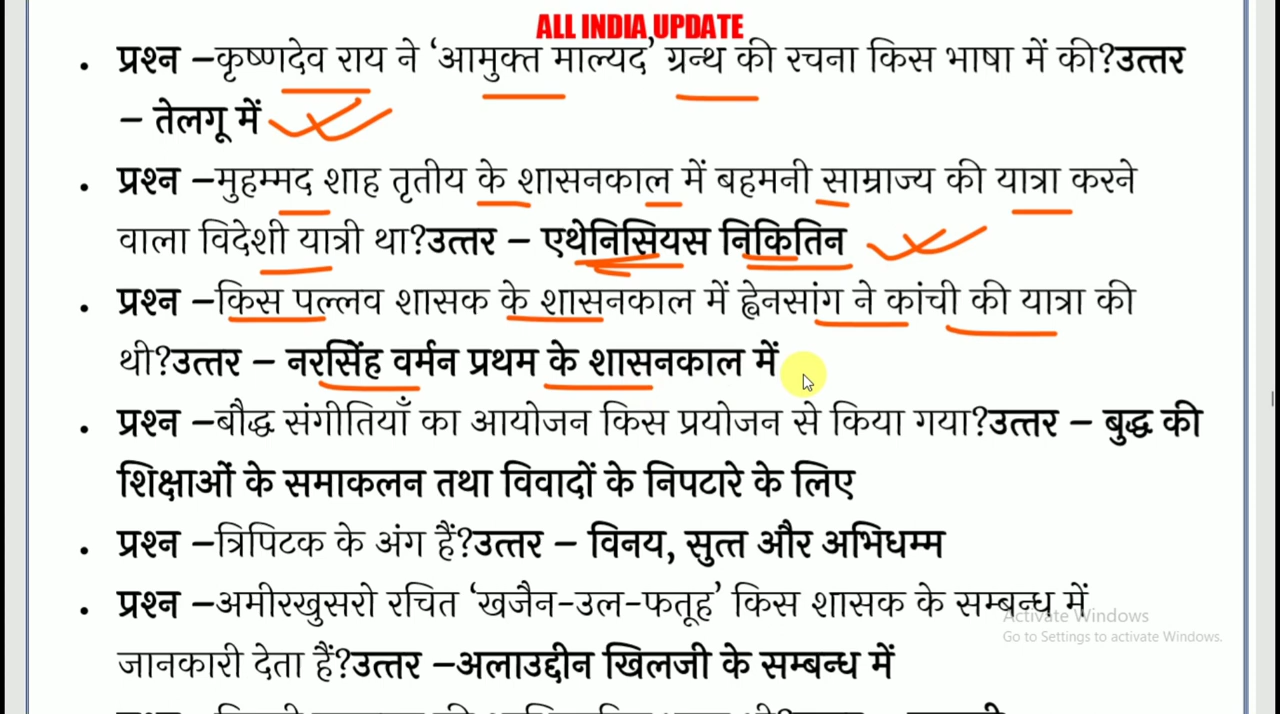 ALL INDIA UPDATE
• प्रश्न –कृष्णदेव राय ने ‘आमुक्त माल्यद’ ग्रन्थ की रचना किस भाषा में की?उत्तर
– तेलगू में
• प्रश्न –मुहम्मद शाह तृतीय के शासनकाल में बहमनी साम्राज्य की यात्रा करने
वाला विदेशी यात्री था?उत्तर – एथेनिसियस निकितिन
• प्रश्न –किस पल्लव शासक के शासनकाल में ह्वेनसांग ने कांची की यात्रा की
थी?उत्तर – नरसिंह वर्मन प्रथम के शासनकाल में
• प्रश्न –बौद्ध संगीतियाँ का आयोजन किस प्रयोजन से किया गया?उत्तर – बुद्ध की
शिक्षाओं के समाकलन तथा विवादों के निपटारे के लिए
• प्रश्न –त्रिपिटक के अंग हैं?उत्तर – विनय, सुत्त और अभिधम्म
• प्रश्न –अमीरखुसरो रचित ‘खजैन-उल-फतूह’ किस शासक के सम्बन्ध में
Activate Windows
Go to Settings to activate Windows.
जानकारी देता हैं?उत्तर –अलाउद्दीन खिलजी के सम्बन्ध में